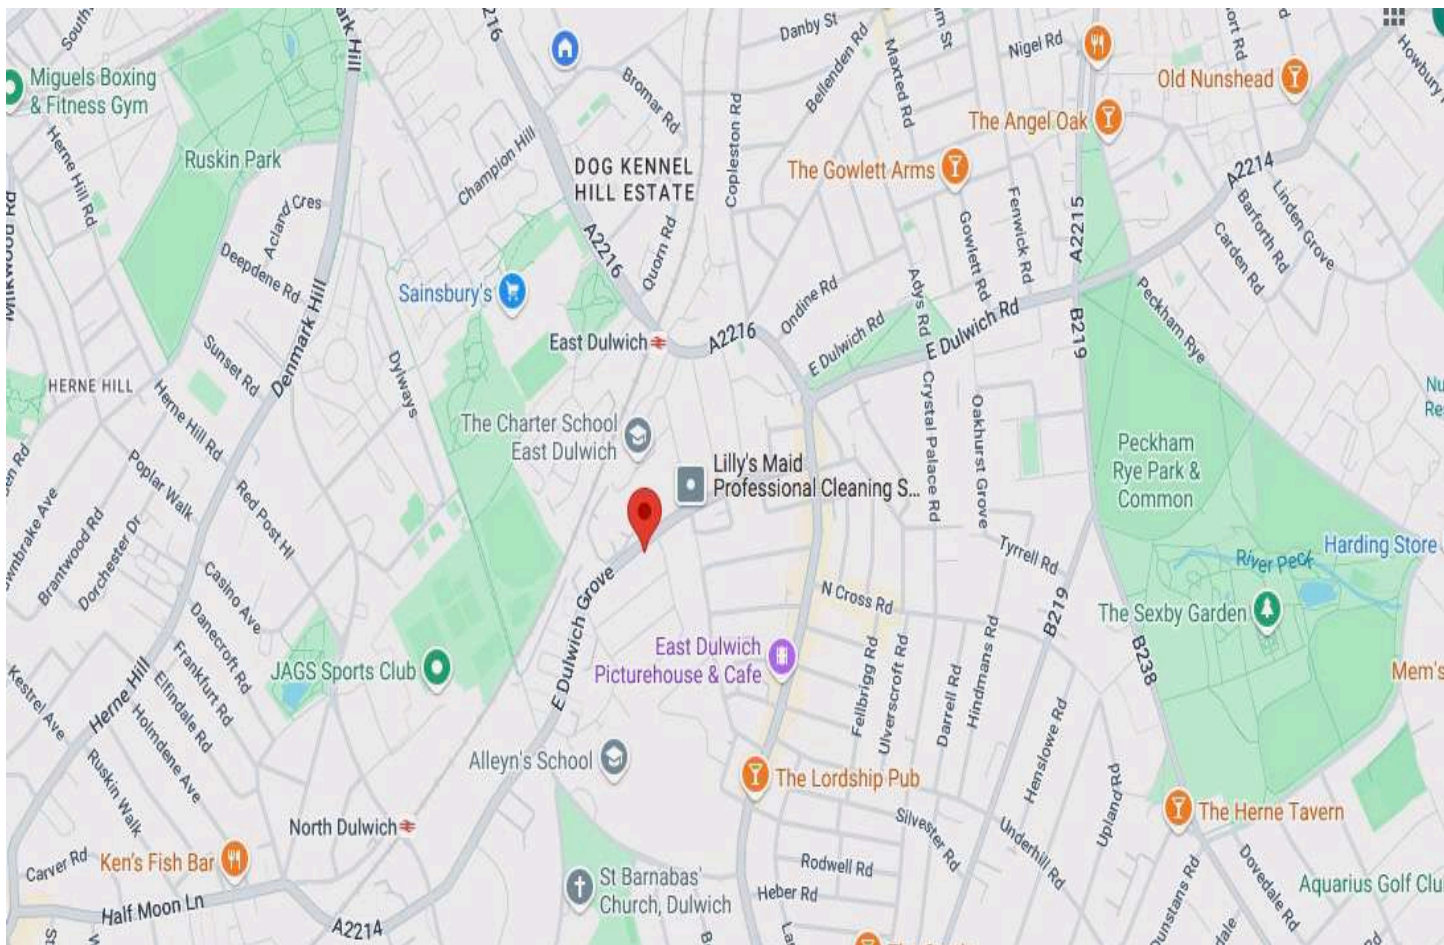 Miguels Boxing
& Fitness Gym
Ruskin Park
Herne Hill Rd
Acland Cres
Deepdene Rd
Denmark Hill
Sunset Rd
HERNE HILL
Herne Hill Rd
Poplar Walk
Red Post Hl
Brantwood Rd
Dorchester Dr
Casino Ave
Danecroft Rd
Frankfurt Rd
Elfindale Rd
Holmdene Ave
Herne Hill
Kestrel Ave
Ruskin Walk
Carver Rd
Ken's Fish Bar
Half Moon Ln
A2214
North Dulwich
JAGS Sports Club
Dylways
Champion Hill
Bromar Rd
DOG KENNEL
HILL ESTATE
A2216
Quorn Rd
Copleston Rd
Sainsbury's
East Dulwich
A2216
The Charter School
East Dulwich
Lilly's Maid
Professional Cleaning S...
E Dulwich Grove
East Dulwich
Picturehouse & Cafe
Alleyn's School
The Lordship Pub
St Barnabas'
Church, Dulwich
Rodwell Rd
Heber Rd
Danby St
Bellenden Rd
Maxted Rd
Nigel Rd
The Angel Oak
The Gowlett Arms
Old Nunshead
Gowlett Rd
Fenwick Rd
A2215
A2214
Linden Grove
Barforth Rd
Carden Rd
Ondine Rd
E Dulwich Rd
Adys Rd
E Dulwich Rd
B219
Peckham Rye
Crystal Palace Rd
Oakhurst Grove
Peckham
Rye Park &
Common
Tyrrell Rd
N Cross Rd
B219
B238
River Peck
Harding Store
The Sexby Garden
Fellbrigg Rd
Ulverscroft Rd
Darrell Rd
Hindmans Rd
Henslowe Rd
Upland Rd
Silvester Rd
Underhill Rd
The Herne Tavern
Dovedale Rd
Mem's
Aquarius Golf Clu